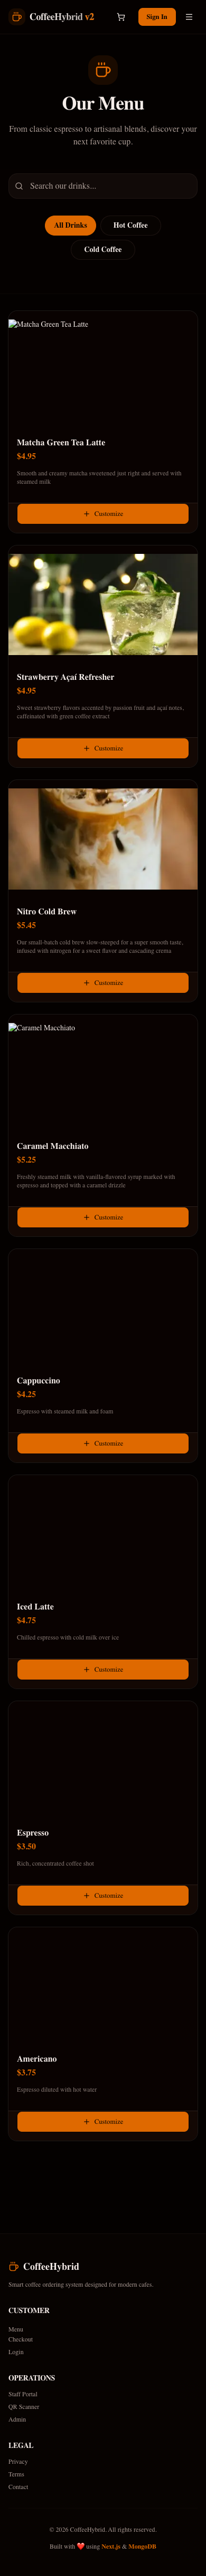 CoffeeHybrid v2
Sign In
Our Menu
From classic espresso to artisanal blends, discover your
next favorite cup.
Search our drinks...
All Drinks
Hot Coffee
Cold Coffee
Matcha Green Tea Latte
Matcha Green Tea Latte
$4.95
Smooth and creamy matcha sweetened just right and served with
steamed milk
Customize
Strawberry Açaí Refresher
$4.95
Sweet strawberry flavors accented by passion fruit and açaí notes,
caffeinated with green coffee extract
Customize
Nitro Cold Brew
$5.45
Our small-batch cold brew slow-steeped for a super smooth taste,
infused with nitrogen for a sweet flavor and cascading crema
Customize
Caramel Macchiato
Caramel Macchiato
$5.25
Freshly steamed milk with vanilla-flavored syrup marked with
espresso and topped with a caramel drizzle
Customize
Cappuccino
$4.25
Espresso with steamed milk and foam
Customize
Iced Latte
$4.75
Chilled espresso with cold milk over ice
Customize
Espresso
$3.50
Rich, concentrated coffee shot
Customize
Americano
$3.75
Espresso diluted with hot water
Customize
CoffeeHybrid
Smart coffee ordering system designed for modern cafes.
CUSTOMER
Menu
Checkout
Login
OPERATIONS
Staff Portal
QR Scanner
Admin
LEGAL
Privacy
Terms
Contact
© 2026 CoffeeHybrid. All rights reserved.
Built with ❤️ using Next.js & MongoDB